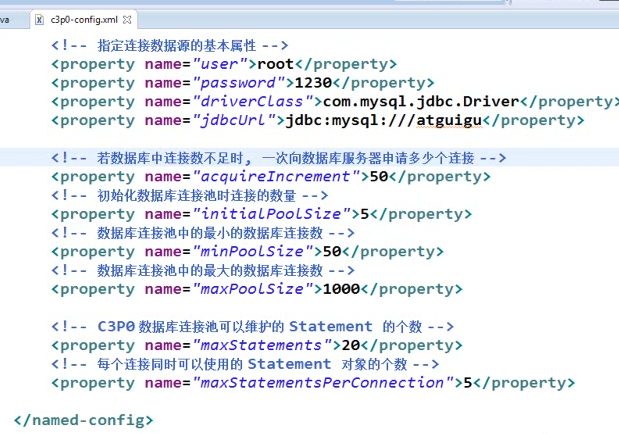 va
c3p0-config.xml
<!-- 指定连接数据源的基本属性 -->
<property name="user">root</property>
<property name="password">1230</property>
<property name="driverClass">com.mysql.jdbc.Driver</property>
<property name="jdbcUrl">jdbc:mysql:///atguigu</property>
<!-- 若数据库中连接数不足时, 一次向数据库服务器申请多少个连接 -->
<property name="acquireIncrement">50</property>
<!-- 初始化数据库连接池时连接的数量 -->
<property name="initialPoolSize">5</property>
<!-- 数据库连接池中的最小的数据库连接数 -->
<property name="minPoolSize">50</property>
<!-- 数据库连接池中的最大的数据库连接数 -->
<property name="maxPoolSize">1000</property>
<!-- C3P0 数据库连接池可以维护的 Statement 的个数 -->
<property name="maxStatements">20</property>
<!-- 每个连接同时可以使用的 Statement 对象的个数 -->
<property name="maxStatementsPerConnection">5</property>
</named-config>